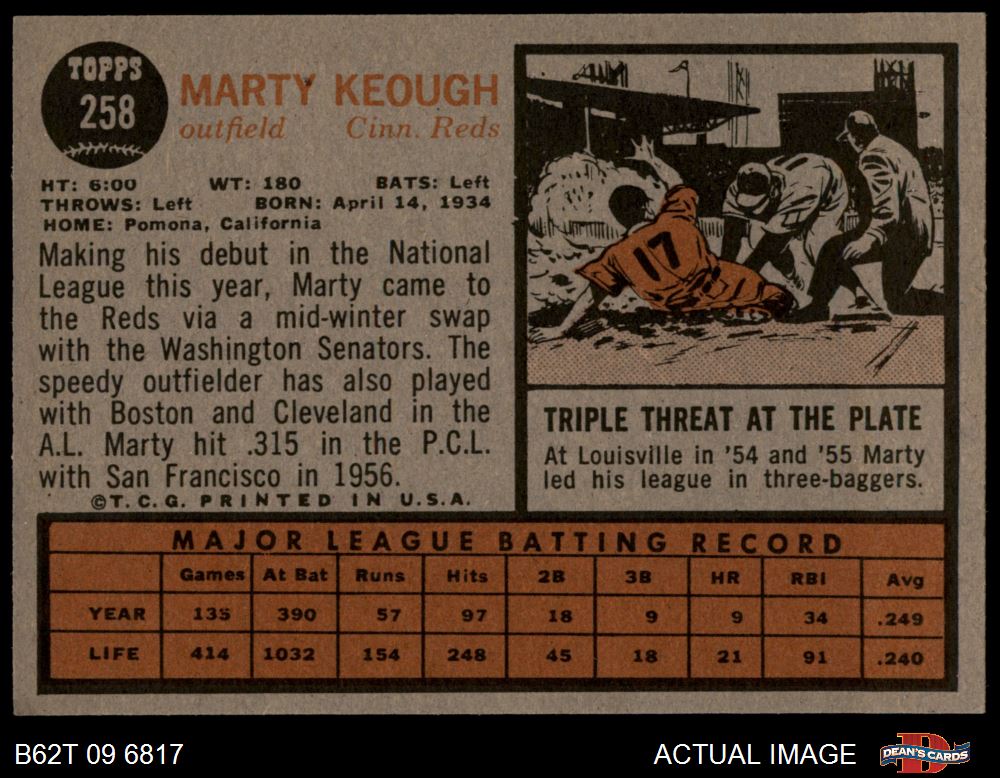 TOPPS
258
MARTY KEOUGH
outfield Cinn. Reds
HT: 6:00 WT: 180 BATS: Left
THROWS: Left BORN: April 14, 1934
HOME: Pomona, California
Making his debut in the National
League this year, Marty came to
the Reds via a mid-winter swap
with the Washington Senators. The
speedy outfielder has also played
with Boston and Cleveland in the
A.L. Marty hit .315 in the P.C.L.
with San Francisco in 1956.
©T.C.G. PRINTED IN U.S.A.
17
TRIPLE THREAT AT THE PLATE
At Louisville in '54 and '55 Marty
led his league in three-baggers.
MAJOR LEAGUE BATTING RECORD
Games At Bat Runs Hits 2B 3B HR RBI Avg
YEAR 135 390 57 97 18 9 9 34 .249
LIFE 414 1032 154 248 45 18 21 91 .240
B62T 09 6817 ACTUAL IMAGE DEAN'S CARDS